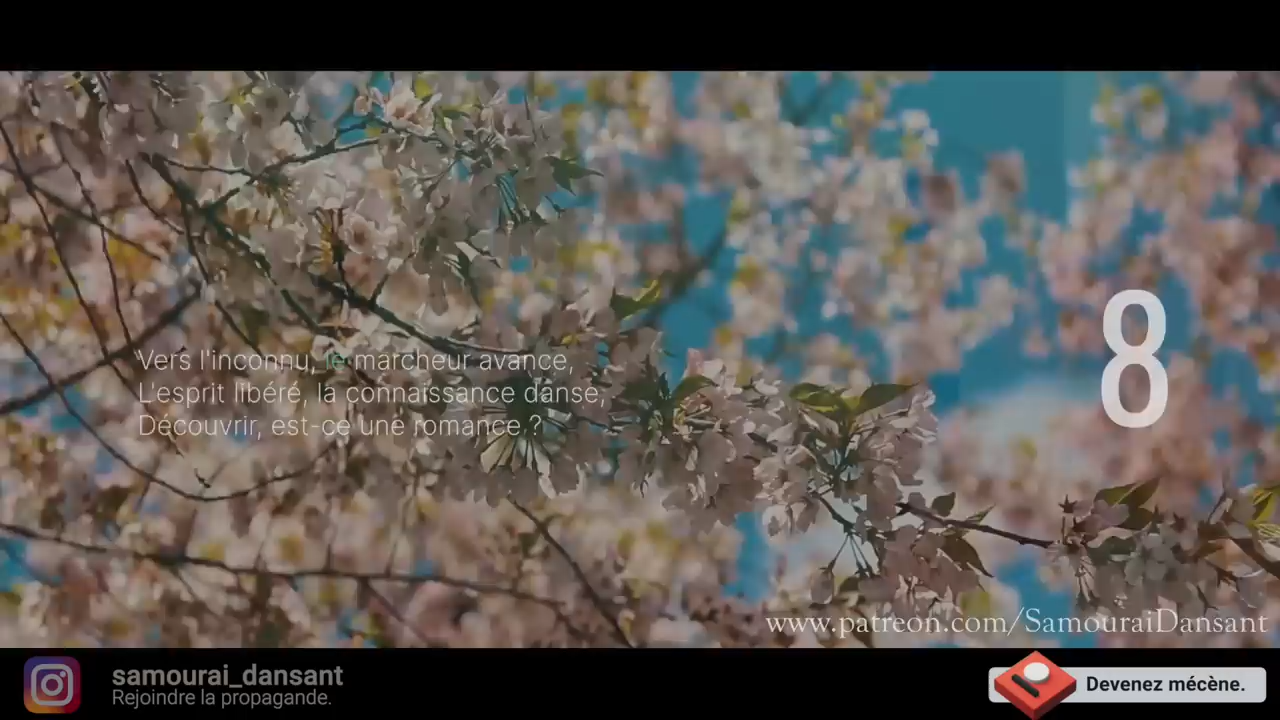 Vers l'inconnu, le marcheur avance,
L'esprit libéré, la connaissance danse,
Découvrir, est-ce une romance ?
8
www.patreon.com/SamouraiDansant
samourai_dansant
Rejoindre la propagande.
Devenez mécène.